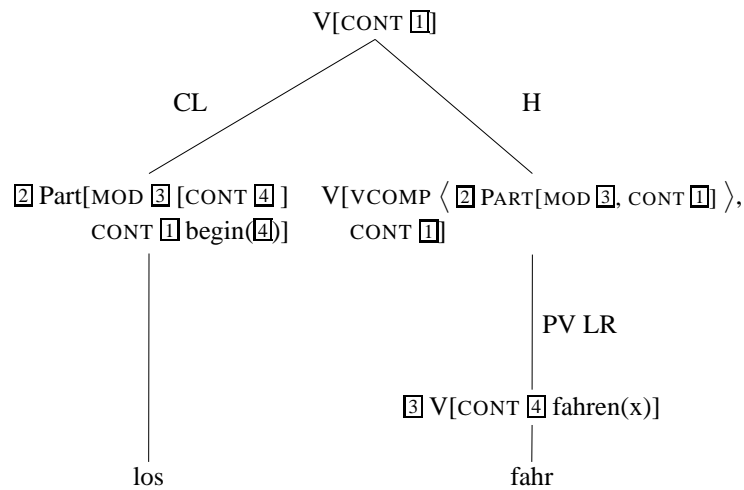 V[CONT 1]
CL
H
2 Part[MOD 3 [CONT 4 ]
CONT 1 begin(4)]
V[VCOMP ⟨ 2 PART[MOD 3, CONT 1] ⟩,
CONT 1]
PV LR
3 V[CONT 4 fahren(x)]
los
fahr